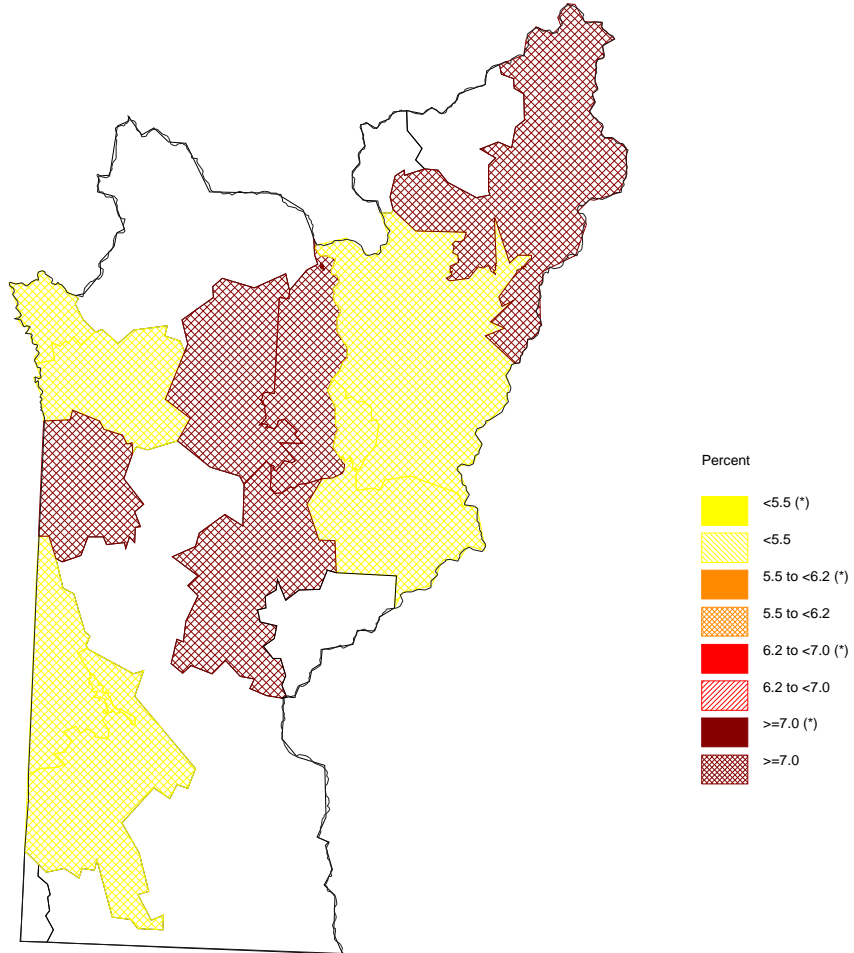 Percent
<5.5 (*)
<5.5
5.5 to <6.2 (*)
5.5 to <6.2
6.2 to <7.0 (*)
6.2 to <7.0
>=7.0 (*)
>=7.0